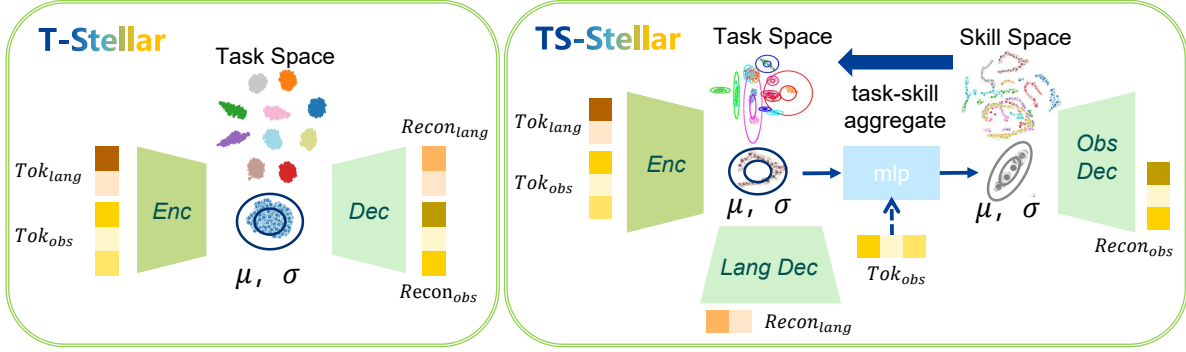 T-Stellar
Task Space
Tok_lang
Tok_obs
Enc
μ, σ
Dec
Recon_lang
Recon_obs
TS-Stellar
Task Space
Skill Space
task-skill
aggregate
Tok_lang
Tok_obs
Enc
μ, σ
mlp
μ, σ
Obs
Dec
Recon_obs
Lang Dec
Tok_obs
Recon_lang